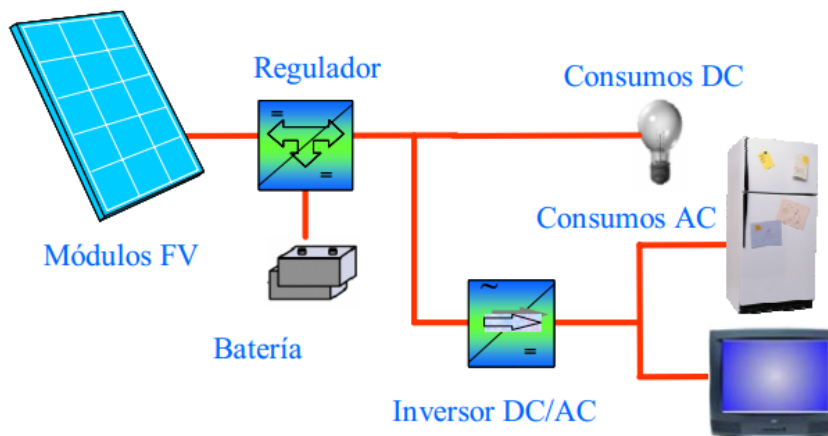 Regulador
Consumos DC
Módulos FV
Consumos AC
Batería
Inversor DC/AC
=
=
~
=